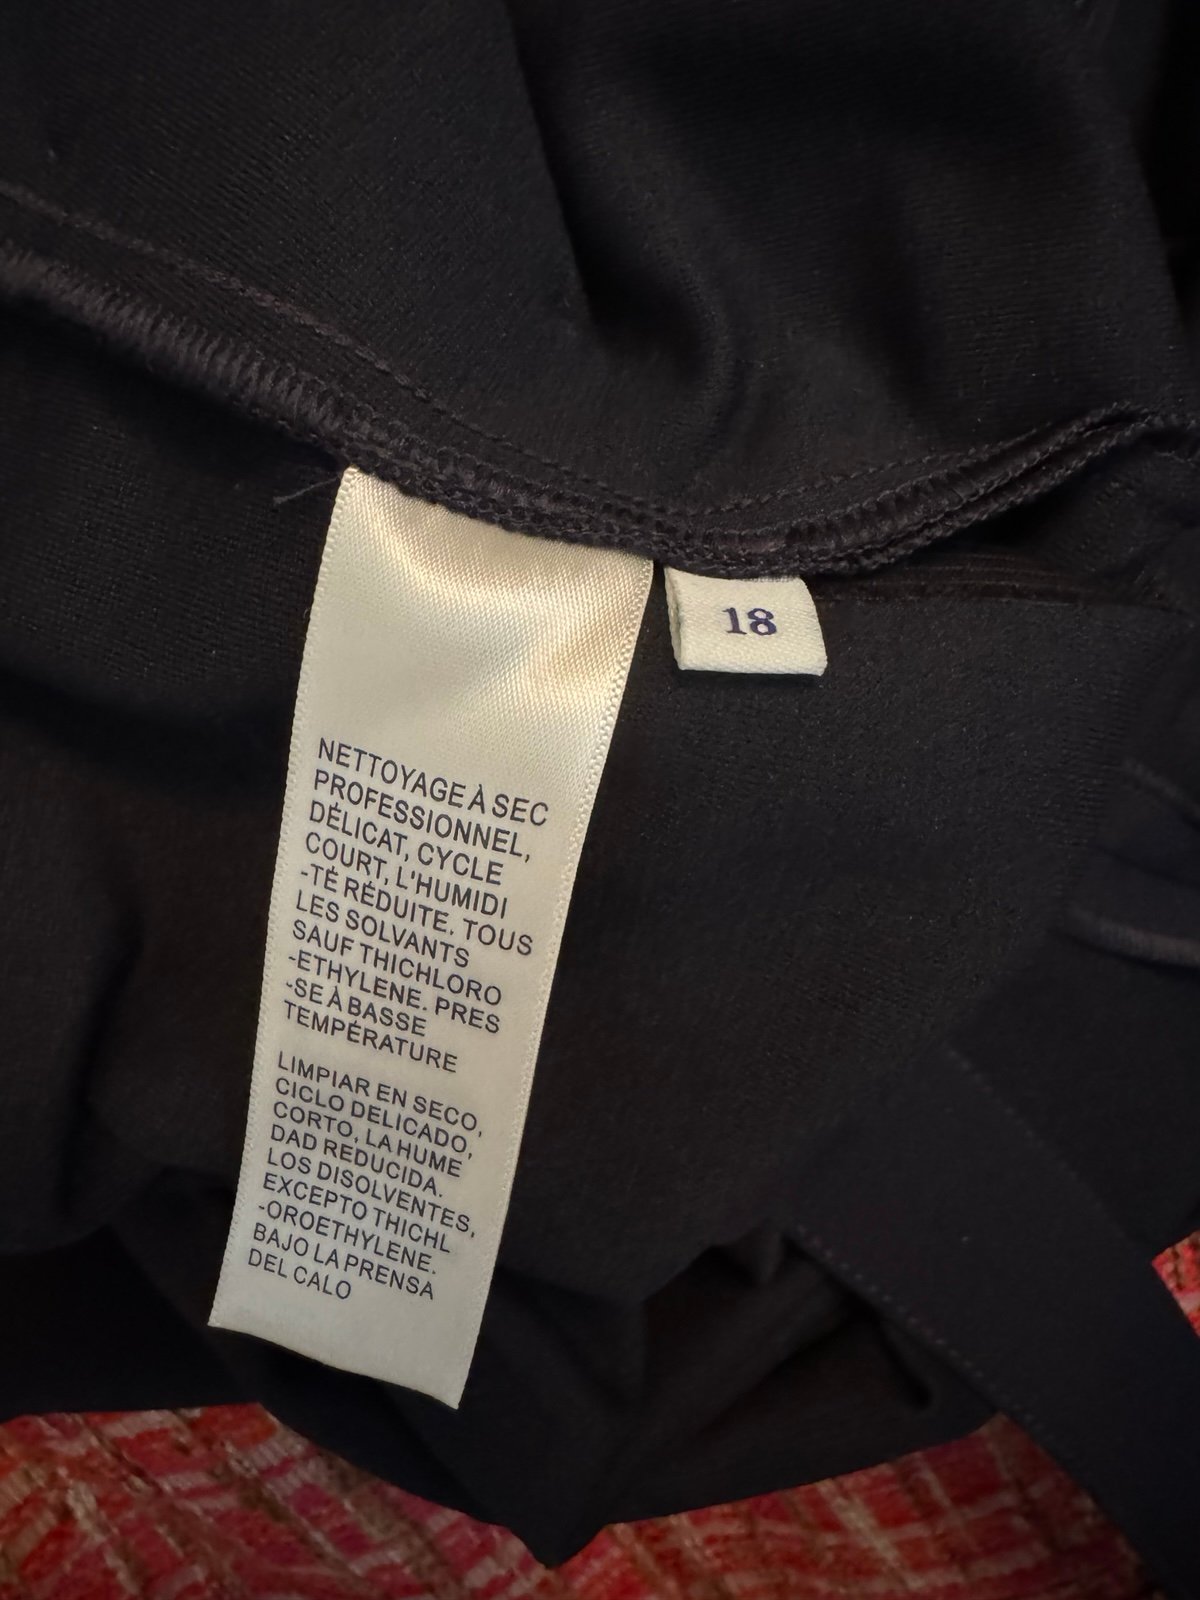 18
NETTOYAGE À SEC
PROFESSIONNEL,
DÉLICAT, CYCLE
COURT, L'HUMIDI
-TÉ RÉDUITE. TOUS
LES SOLVANTS
SAUF THICHLORO
-ETHYLENE. PRES
-SE À BASSE
TEMPÉRATURE
LIMPIAR EN SECO,
CICLO DELICADO,
CORTO, LA HUME
DAD REDUCIDA.
LOS DISOLVENTES,
EXCEPTO THICHL
-OROETHYLENE.
BAJO LA PRENSA
DEL CALO